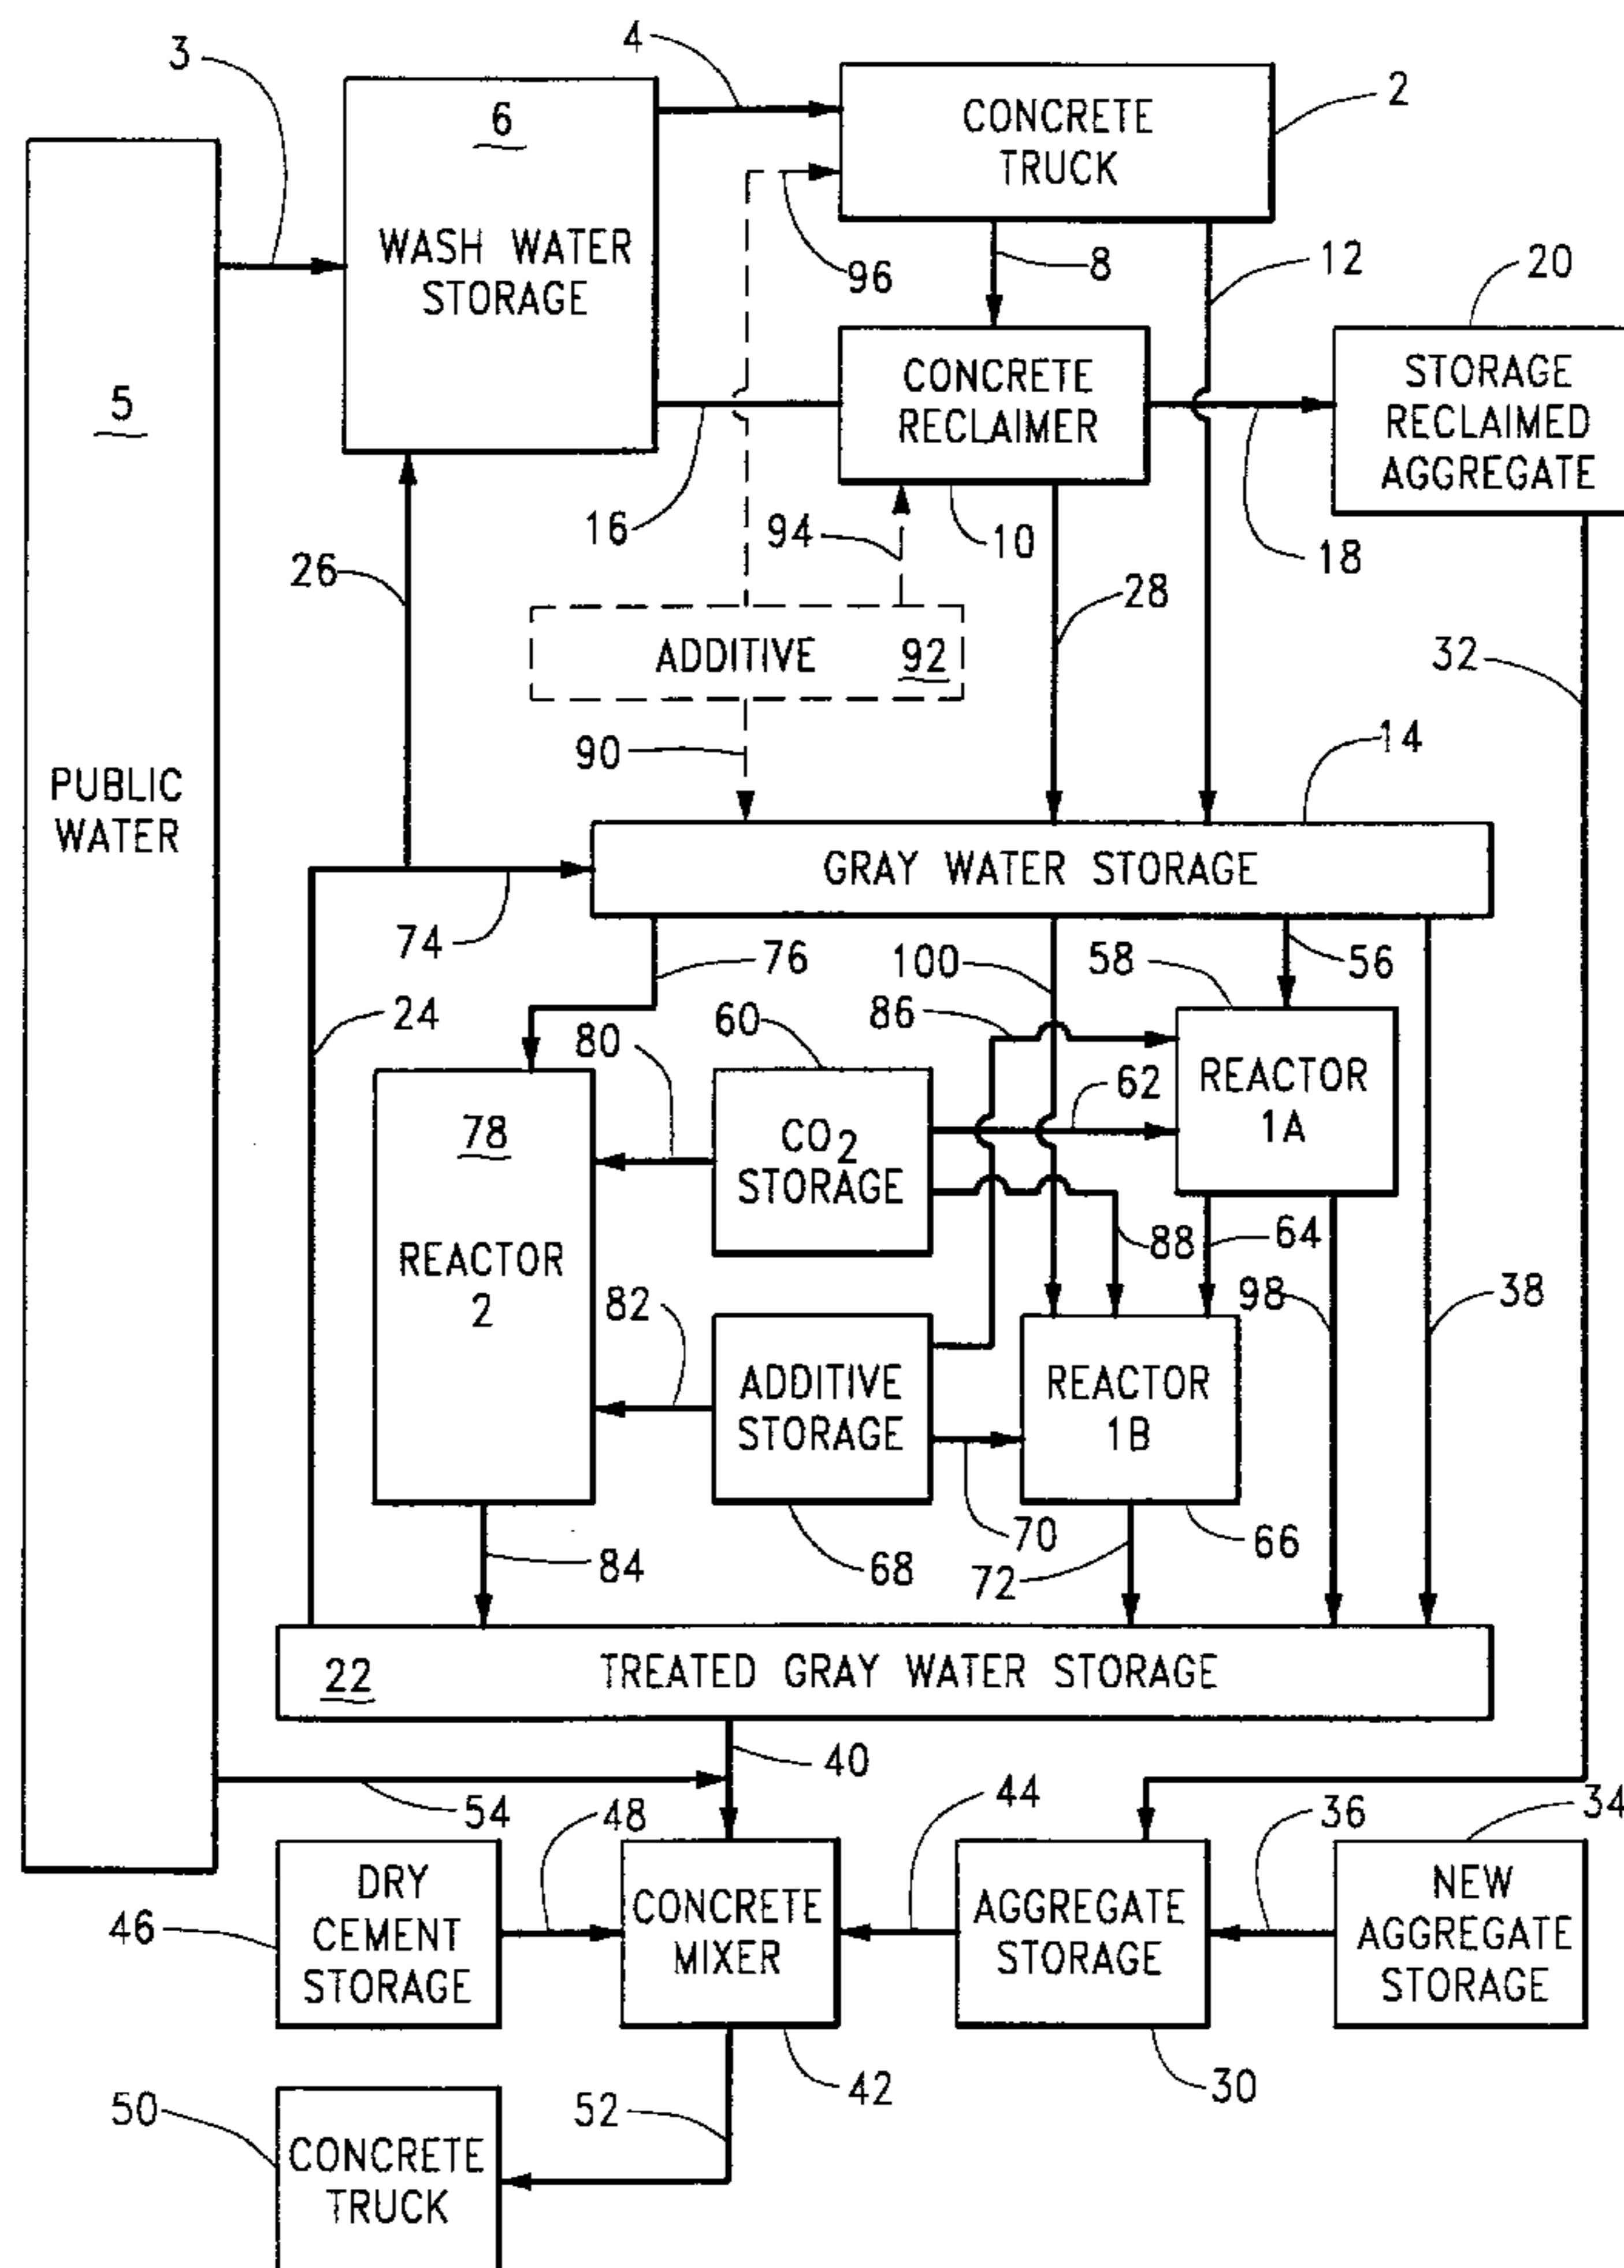 3
4
2
6
WASH WATER
STORAGE
CONCRETE
TRUCK
96
8
12
20
5
PUBLIC
WATER
CONCRETE
RECLAIMER
STORAGE
RECLAIMED
AGGREGATE
16
94
10
18
26
28
ADDITIVE 92
32
90
14
GRAY WATER STORAGE
74
76
100
58
56
24
80
60
86
62
REACTOR
1A
78
REACTOR
2
CO2
STORAGE
88
64
98
38
82
ADDITIVE
STORAGE
REACTOR
1B
84
68
70
72
66
22 TREATED GRAY WATER STORAGE
40
54
48
44
36
34
46
DRY
CEMENT
STORAGE
CONCRETE
MIXER
AGGREGATE
STORAGE
NEW
AGGREGATE
STORAGE
50
52
42
30
CONCRETE
TRUCK